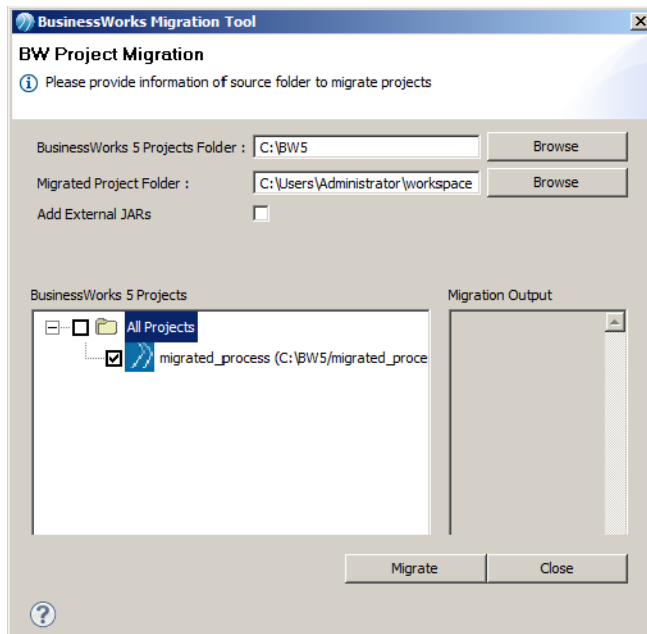 BusinessWorks Migration Tool
BW Project Migration
Please provide information of source folder to migrate projects
BusinessWorks 5 Projects Folder : C:\BW5 Browse
Migrated Project Folder : C:\Users\Administrator\workspace Browse
Add External JARs
BusinessWorks 5 Projects Migration Output
All Projects
migrated_process (C:\BW5/migrated_proce
Migrate Close
?